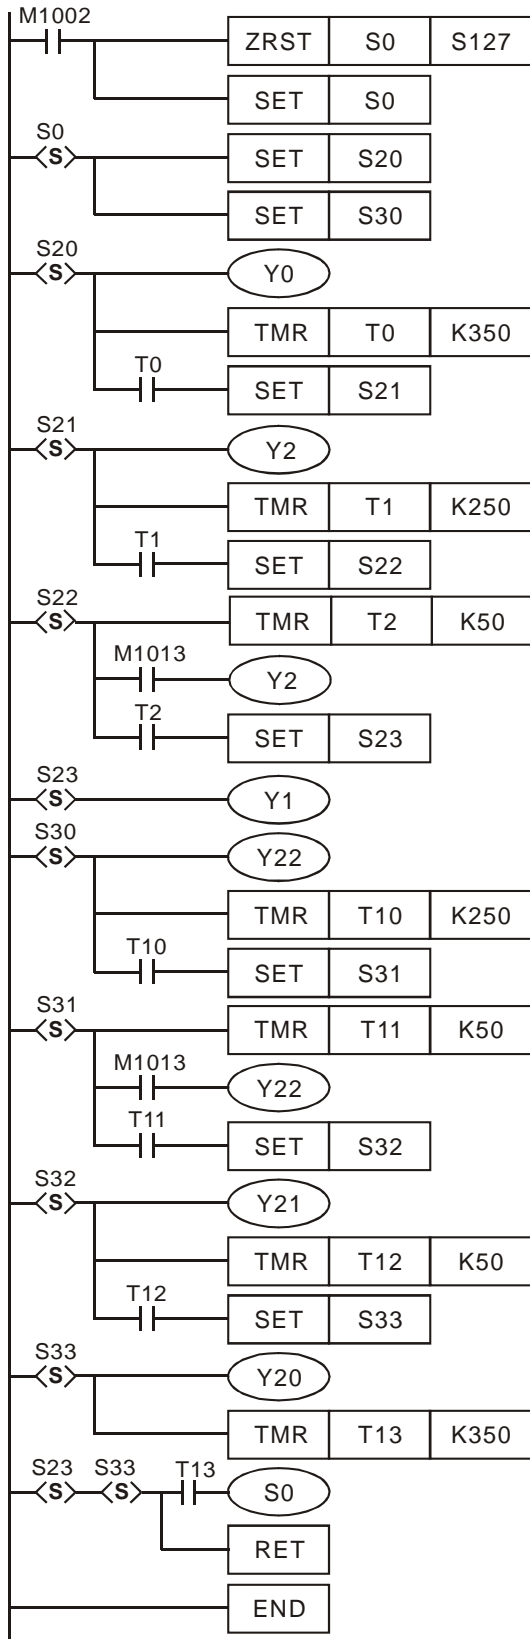 M1002
ZRST S0 S127
SET S0
S0
S
SET S20
SET S30
S20
S
Y0
TMR T0 K350
T0
SET S21
S21
S
Y2
TMR T1 K250
T1
SET S22
S22
S
TMR T2 K50
M1013
Y2
T2
SET S23
S23
S
Y1
S30
S
Y22
TMR T10 K250
T10
SET S31
S31
S
TMR T11 K50
M1013
Y22
T11
SET S32
S32
S
Y21
TMR T12 K50
T12
SET S33
S33
S
Y20
TMR T13 K350
S23 S33 T13
S S S0
RET
END